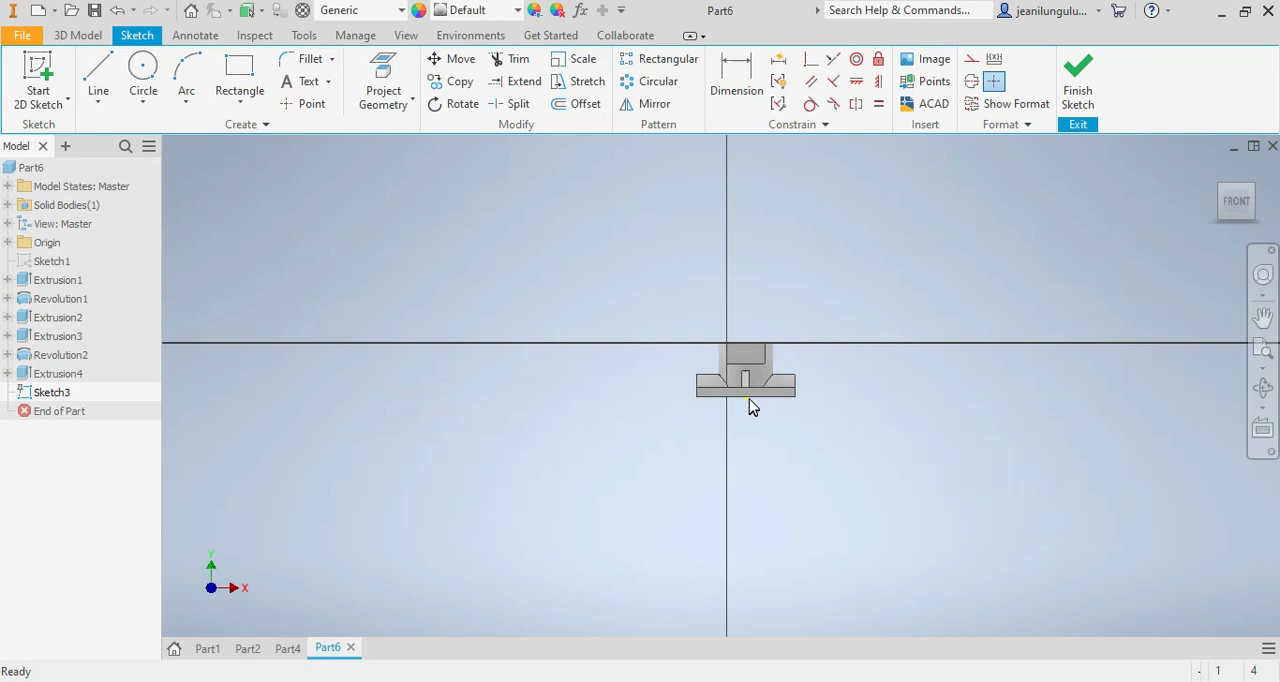 Generic
Default
Part6
Search Help & Commands...
jeanilungulu...
File
3D Model
Sketch
Annotate
Inspect
Tools
Manage
View
Environments
Get Started
Collaborate
Start
2D Sketch
Line
Circle
Arc
Rectangle
Fillet
Text
Point
Project
Geometry
Move
Copy
Rotate
Trim
Extend
Split
Scale
Stretch
Offset
Rectangular
Circular
Mirror
Dimension
Image
Points
ACAD
Show Format
Finish
Sketch
Sketch
Create
Modify
Pattern
Constrain
Insert
Format
Exit
Model
Part6
Model States: Master
Solid Bodies(1)
View: Master
Origin
Sketch1
Extrusion1
Revolution1
Extrusion2
Extrusion3
Revolution2
Extrusion4
Sketch3
End of Part
FRONT
Y
X
Part1
Part2
Part4
Part6
Ready
- 1 4